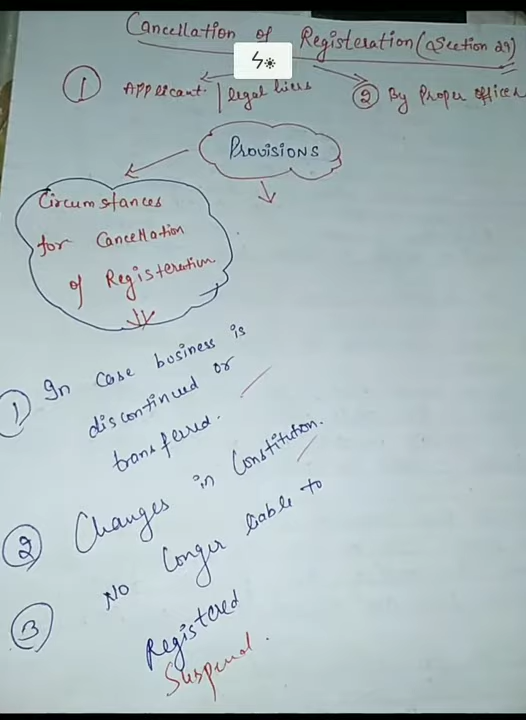 Cancellation of Registeration (Section 29)
① Applicant | legal hiers
② By Proper officer
Provisions
Circumstances
for Cancellation
of Registeration
① In case business is
discontinued or
transferred.
② Changes in Constitution.
③ No longer liable to
Registered
Suspend.